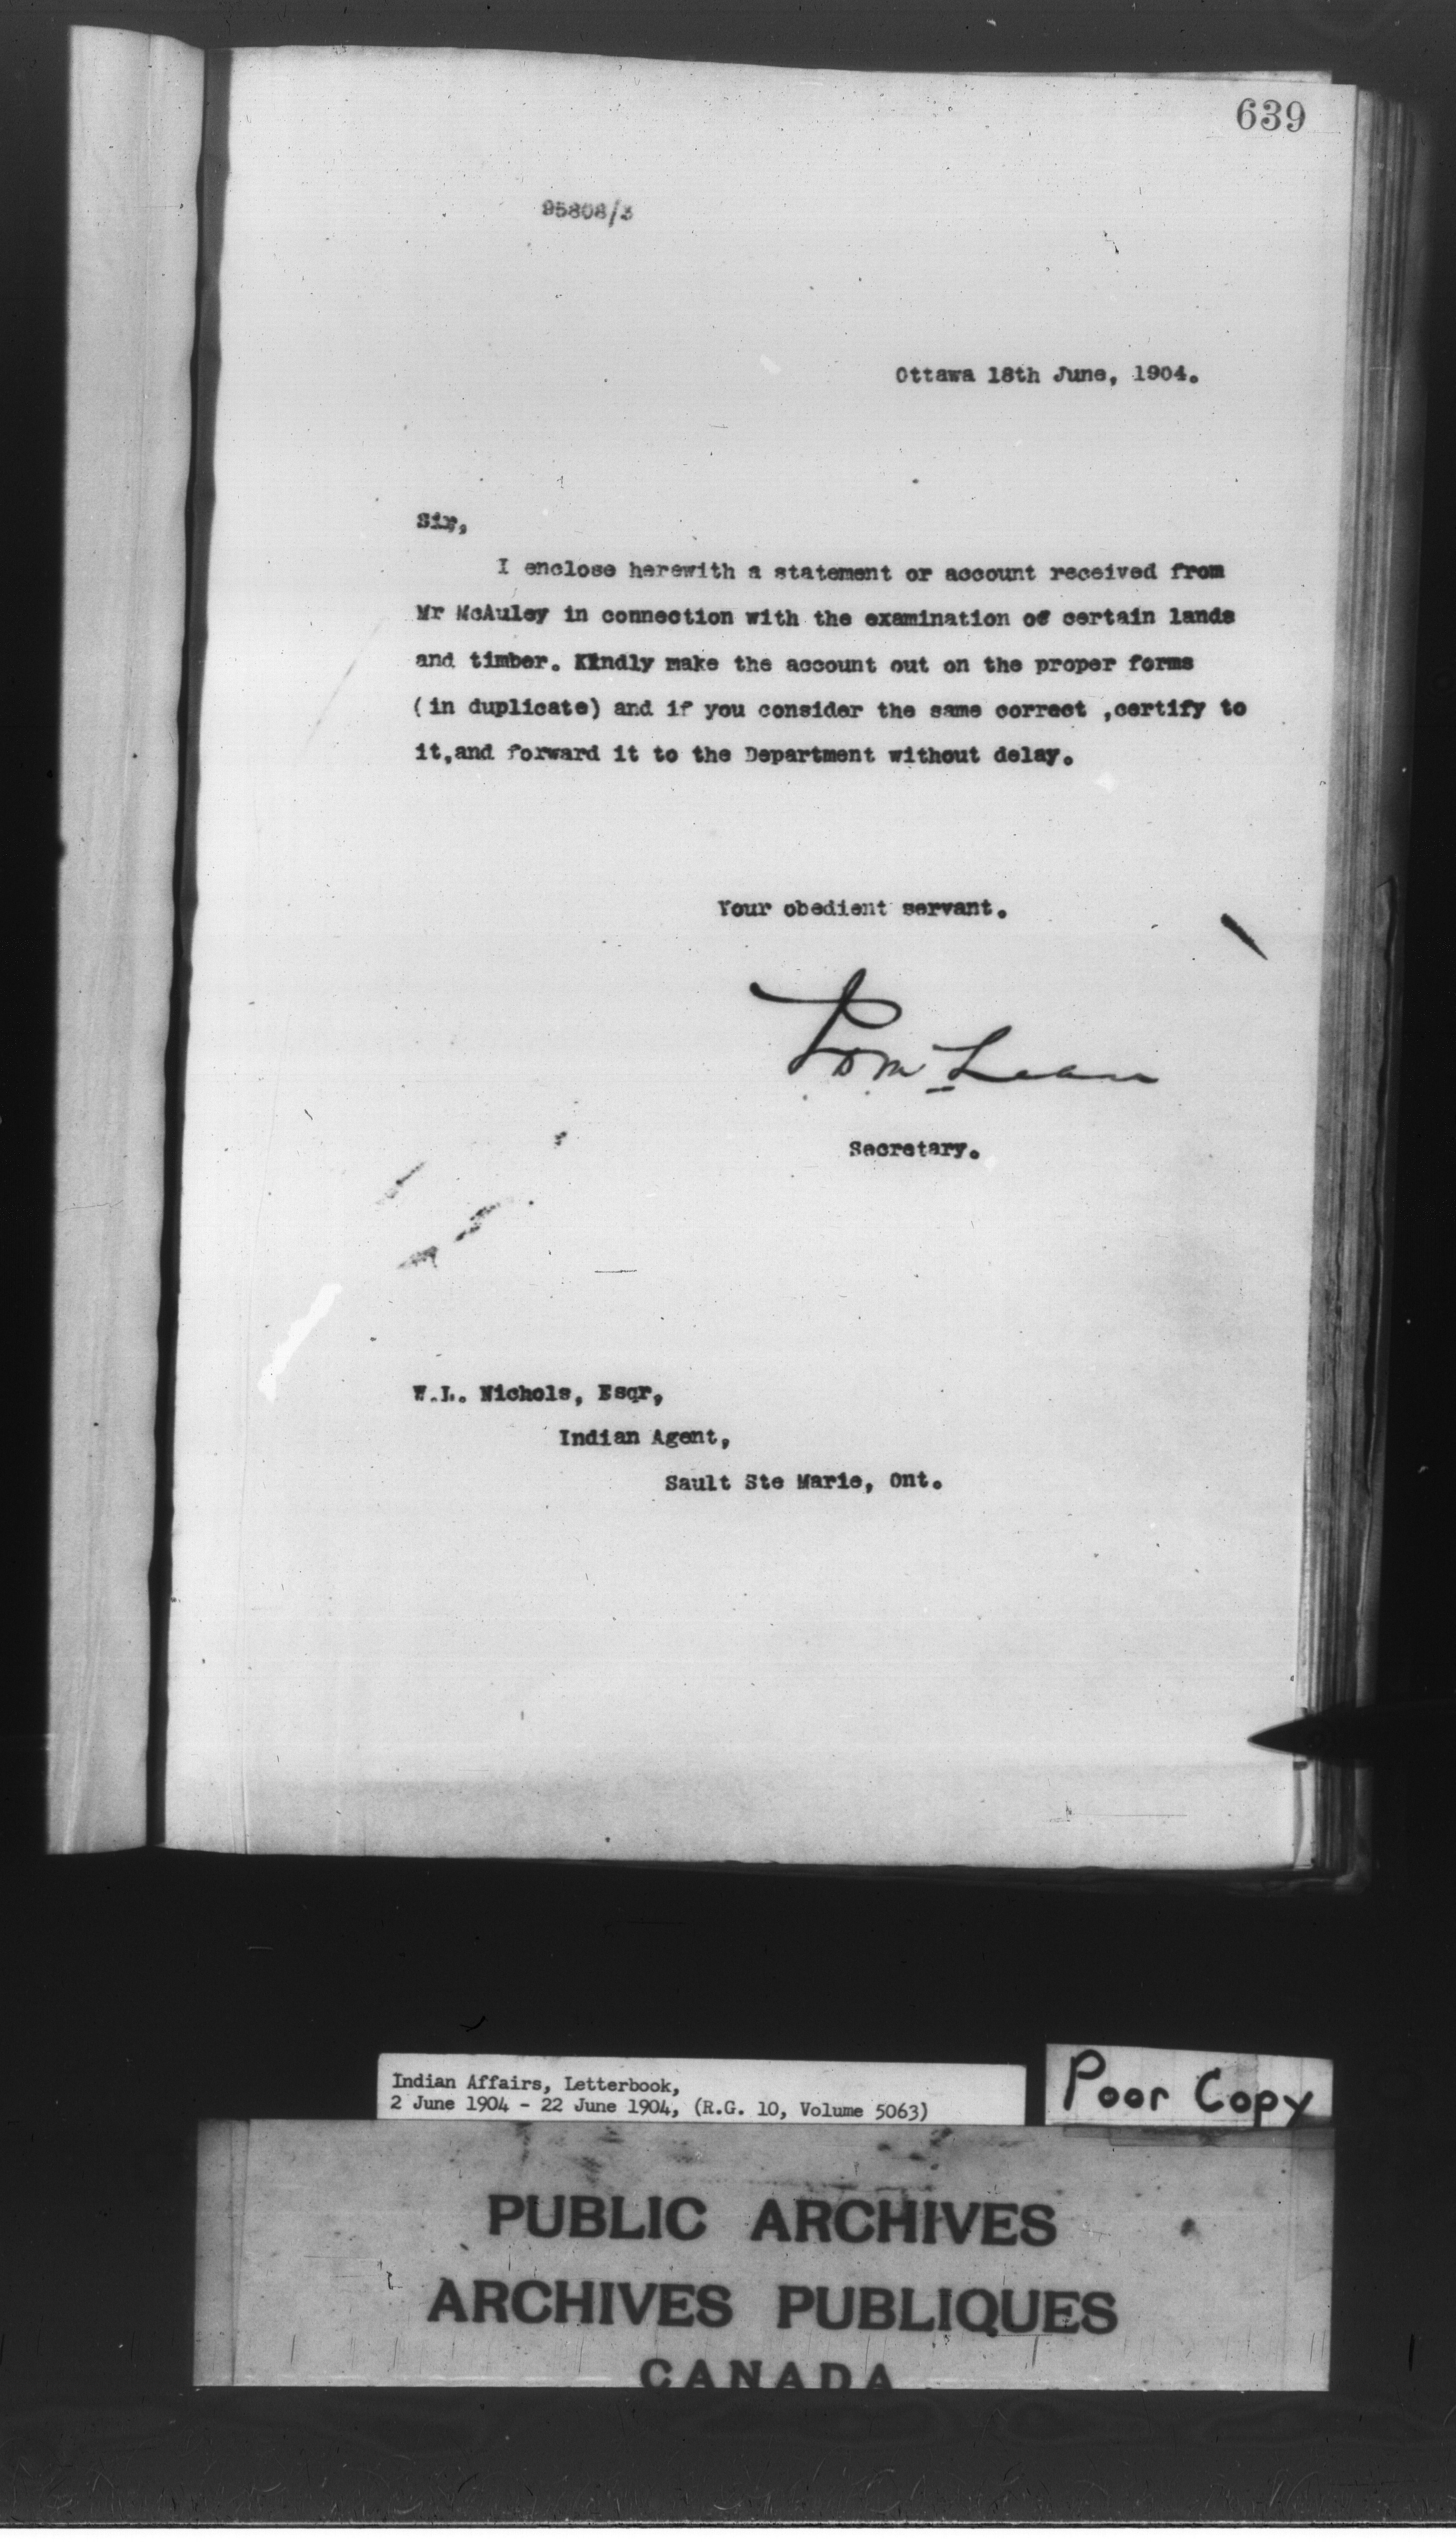 639
95808/3
Ottawa 18th June, 1904.
Sir,
I enclose herewith a statement or account received from
Mr McAuley in connection with the examination of certain lands
and timber. Kindly make the account out on the proper forms
(in duplicate) and if you consider the same correct ,certify to
it,and forward it to the Department without delay.
Your obedient servant.
McLean
Secretary.
W.L. Nichols, Esqr,
Indian Agent,
Sault Ste Marie, Ont.
Indian Affairs, Letterbook,
2 June 1904 - 22 June 1904, (R.G. 10, Volume 5063)
Poor Copy
PUBLIC ARCHIVES
ARCHIVES PUBLIQUES
CANADA